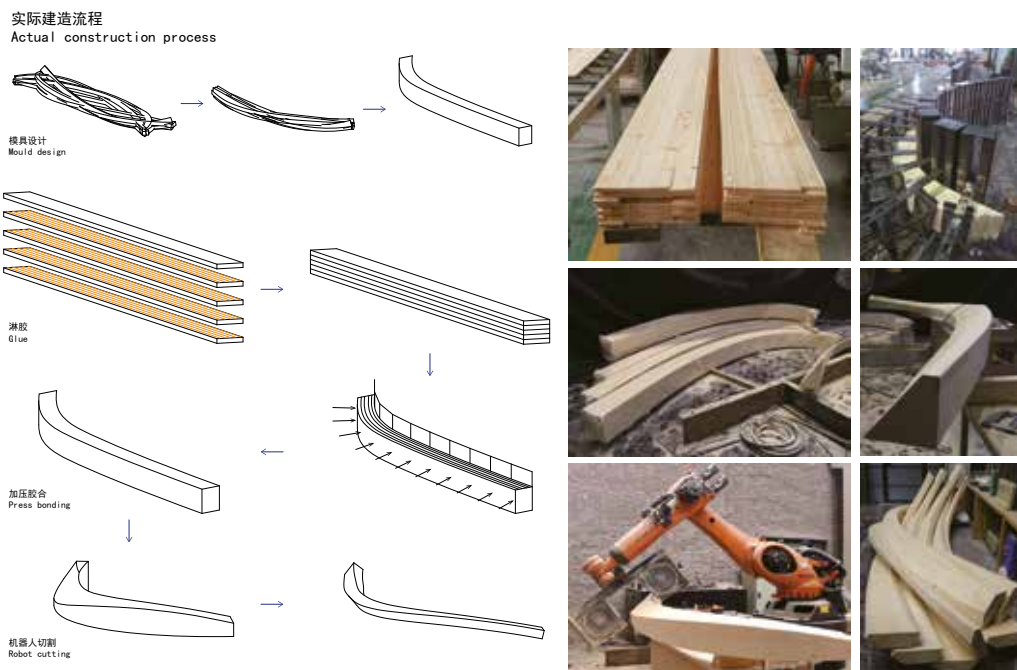 实际建造流程
Actual construction process
模具设计
Mould design
淋胶
Glue
加压胶合
Press bonding
机器人切割
Robot cutting